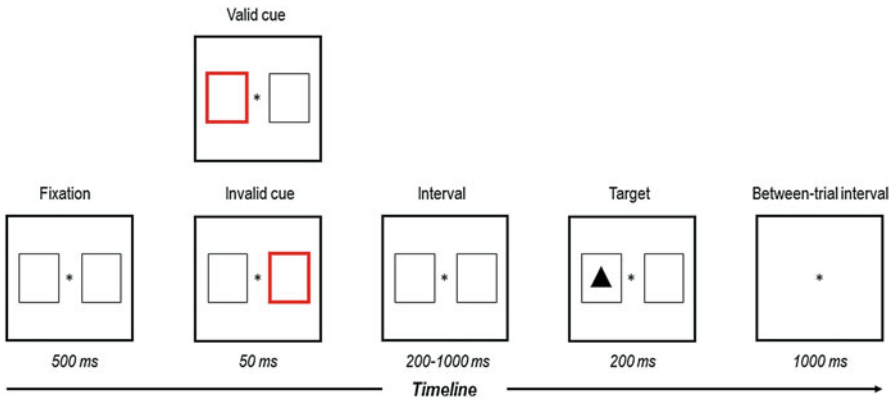 Valid cue
*
Fixation
Invalid cue
Interval
Target
Between-trial interval
*
*
*
*
*
500 ms
50 ms
200-1000 ms
200 ms
1000 ms
Timeline